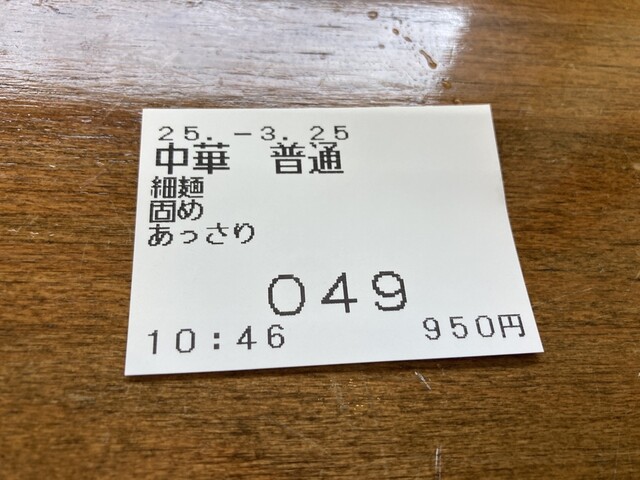 25.-3.25
中華　普通
細麺
固め
あっさり
049
10:46 950円